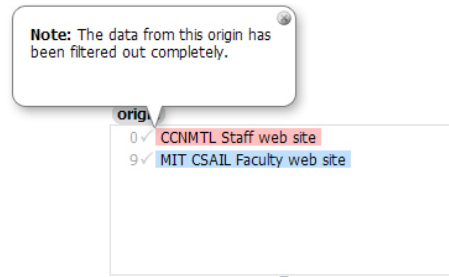 Note: The data from this origin has
been filtered out completely.
origi
0 ✓ CCNMTL Staff web site
9 ✓ MIT CSAIL Faculty web site